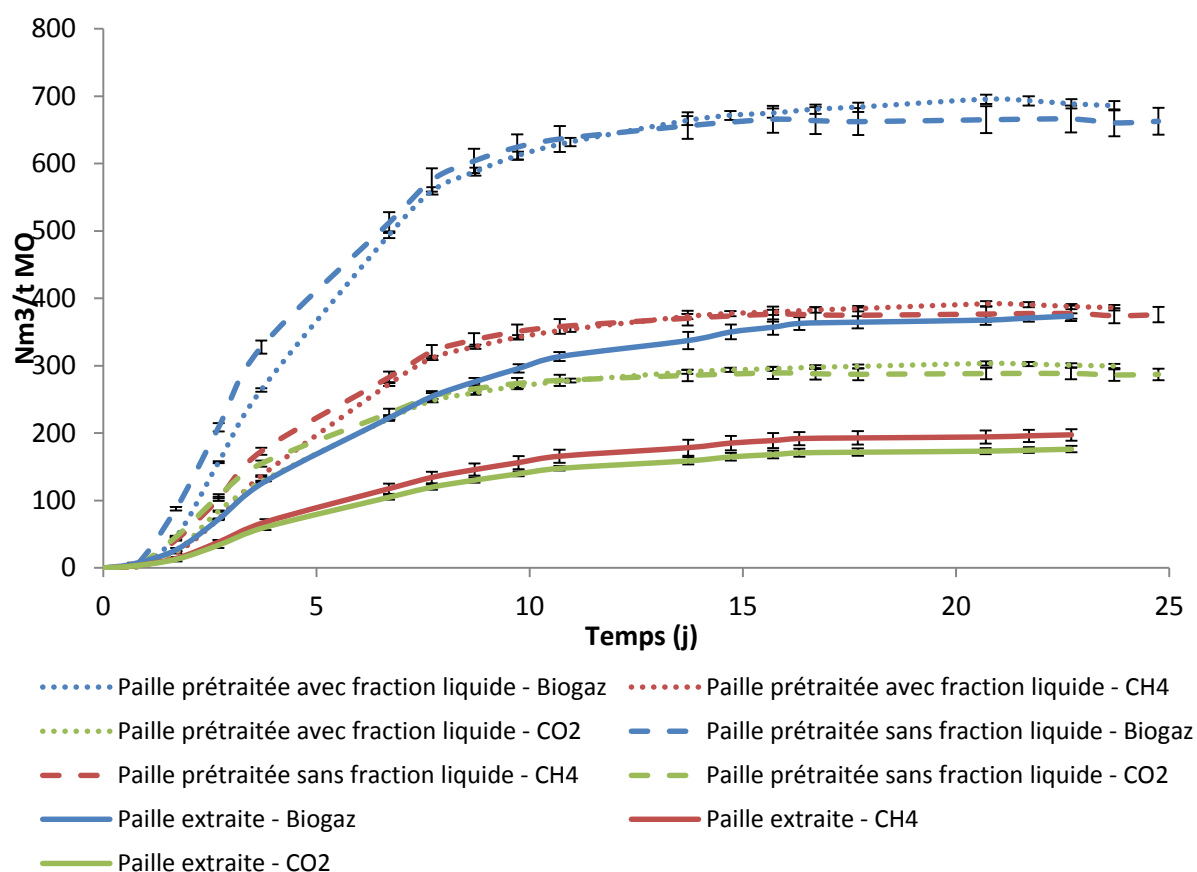 800
700
600
500
400
300
200
100
0
Nm3/t MO
0 5 10 15 20 25
Temps (j)
Paille prétraitée avec fraction liquide - Biogaz
Paille prétraitée avec fraction liquide - CH4
Paille prétraitée avec fraction liquide - CO2
Paille prétraitée sans fraction liquide - Biogaz
Paille prétraitée sans fraction liquide - CH4
Paille prétraitée sans fraction liquide - CO2
Paille extraite - Biogaz
Paille extraite - CH4
Paille extraite - CO2